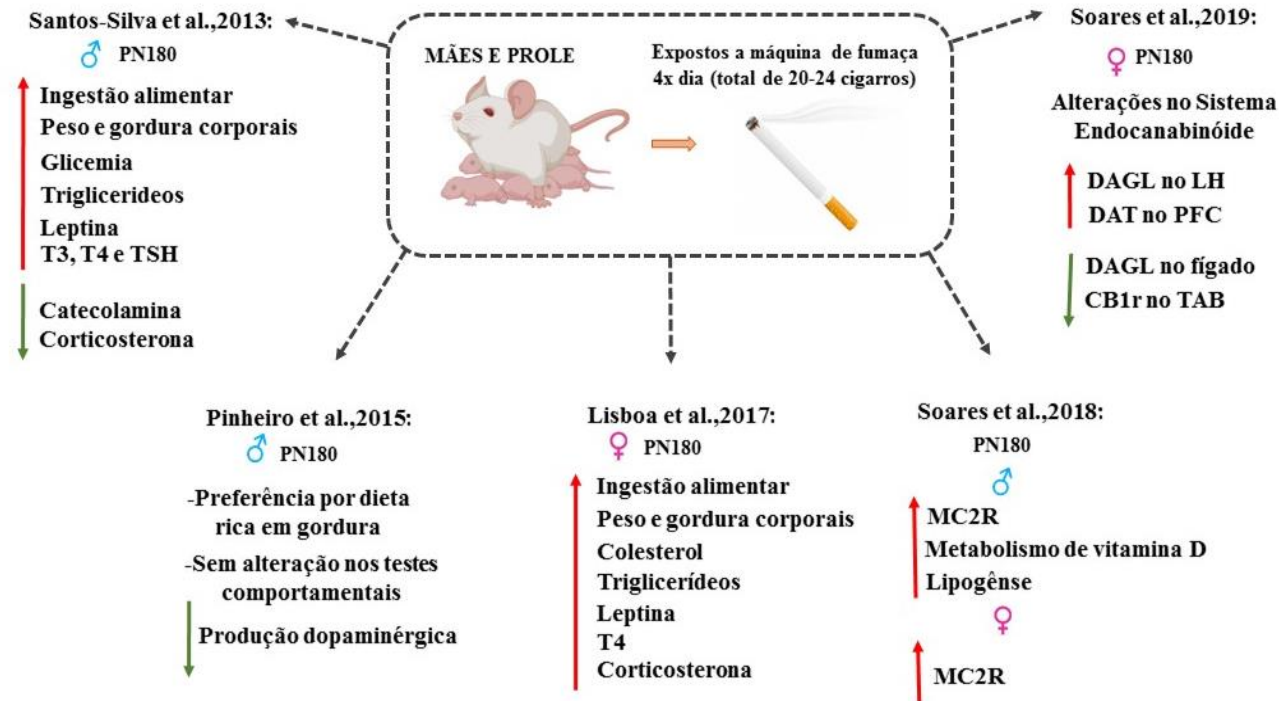 Santos-Silva et al.,2013:
PN180
Ingestão alimentar
Peso e gordura corporais
Glicemia
Triglicerideos
Leptina
T3, T4 e TSH
Catecolamina
Corticosterona
MÃES E PROLE
Expostos a máquina de fumaça
4x dia (total de 20-24 cigarros)
Soares et al.,2019:
PN180
Alterações no Sistema
Endocanabinóide
DAGL no LH
DAT no PFC
DAGL no fígado
CB1r no TAB
Pinheiro et al.,2015:
PN180
-Preferência por dieta
rica em gordura
-Sem alteração nos testes
comportamentais
Produção dopaminérgica
Lisboa et al.,2017:
PN180
Ingestão alimentar
Peso e gordura corporais
Colesterol
Triglicerídeos
Leptina
T4
Corticosterona
Soares et al.,2018:
PN180
MC2R
Metabolismo de vitamina D
Lipogênse
MC2R